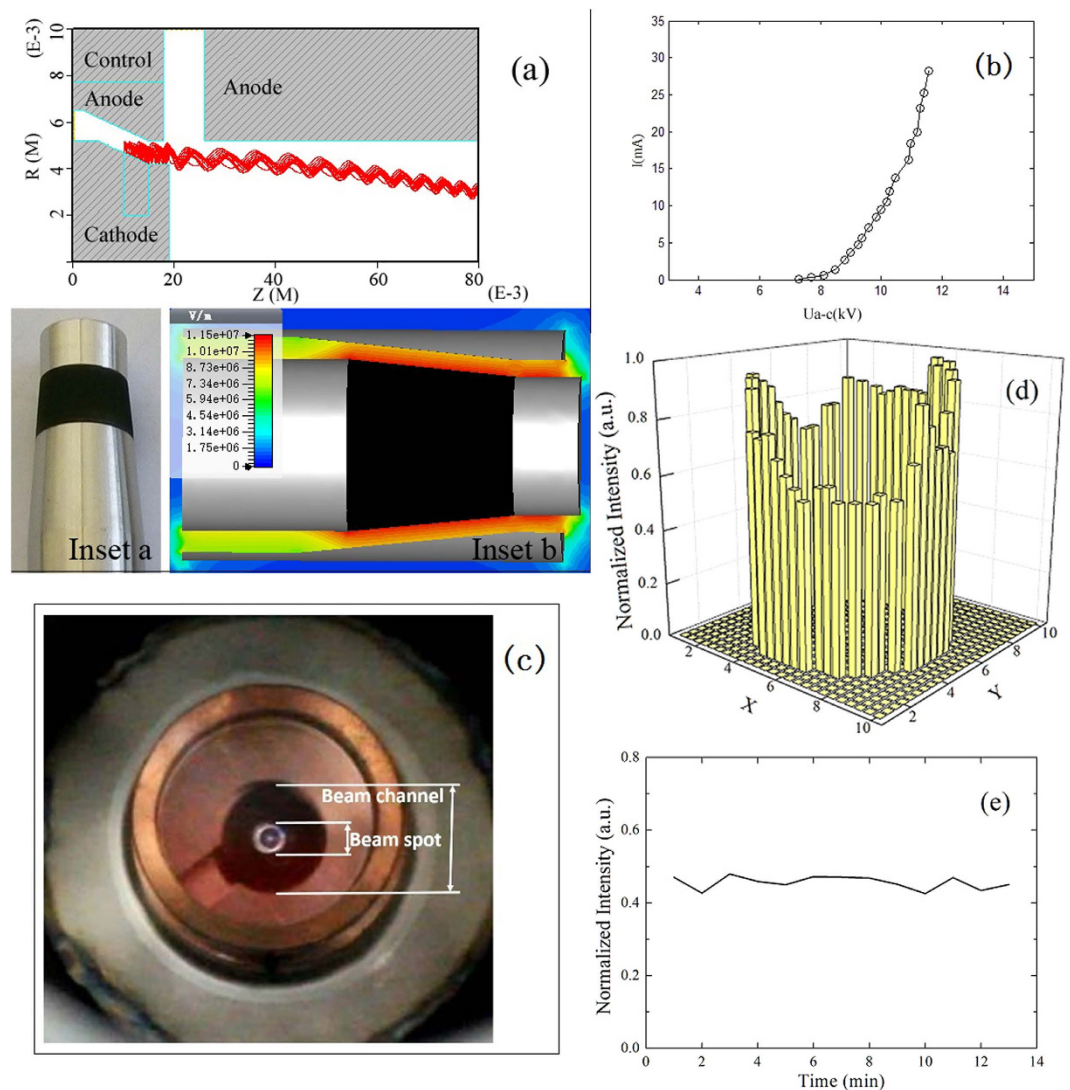 (E-3)
10
8
6
4
2
R (M)
Control
Anode
Anode
Cathode
(a)
0
20
40
60
80
Z (M)
(E-3)
35
30
25
20
15
10
5
0
I(mA)
(b)
4
6
8
10
12
14
Ua-c(kV)
Inset a
V/m
1.15e+07
1.01e+07
8.73e+06
7.34e+06
5.94e+06
4.54e+06
3.14e+06
1.75e+06
0
Inset b
1.0
0.8
0.6
0.4
0.2
0.0
Normalized Intensity (a.u.)
(d)
2
4
6
8
10
X
2
4
6
8
10
Y
(c)
Beam channel
Beam spot
0.8
0.6
0.4
0.2
0.0
Normalized Intensity (a.u.)
(e)
0
2
4
6
8
10
12
14
Time (min)